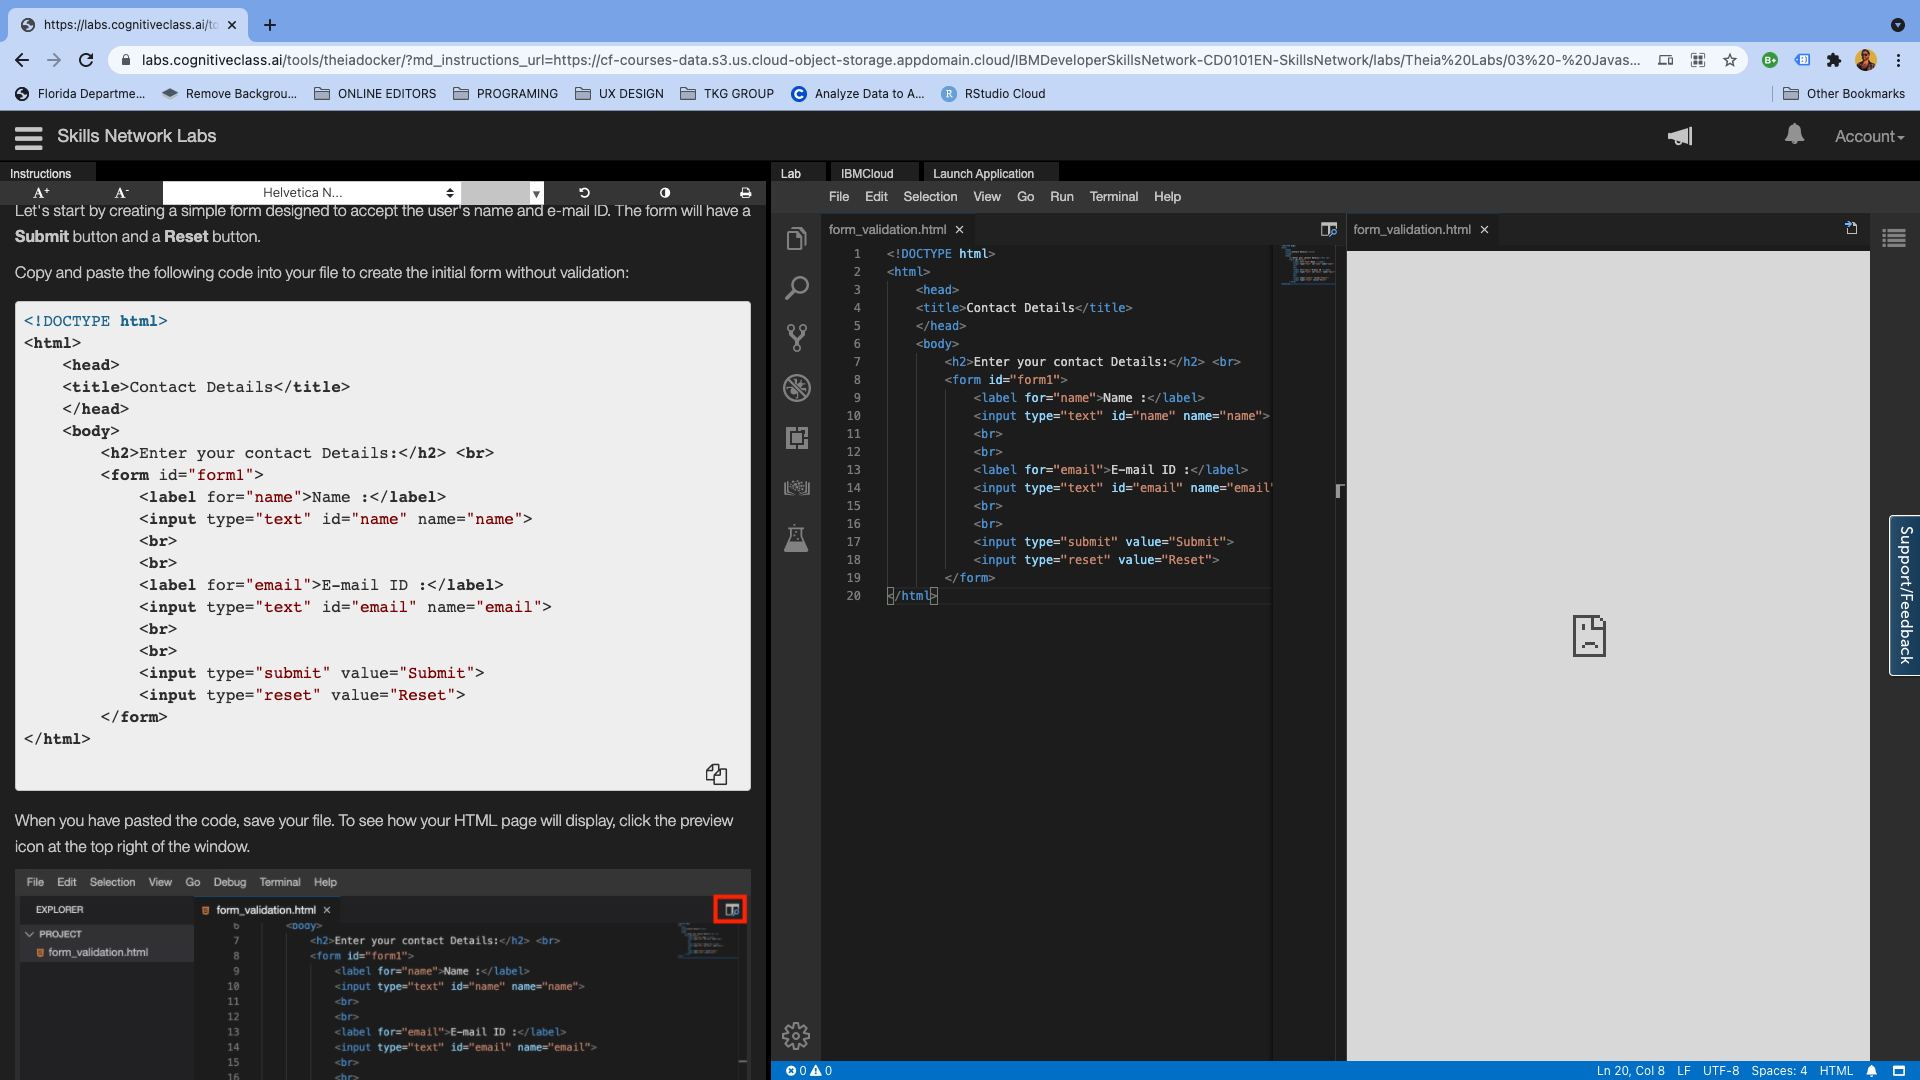 https://labs.cognitiveclass.ai/to
labs.cognitiveclass.ai/tools/theiadocker/?md_instructions_url=https://cf-courses-data.s3.us.cloud-object-storage.appdomain.cloud/IBMDeveloperSkillsNetwork-CD0101EN-SkillsNetwork/labs/Theia%20Labs/03%20-%20Javas...
Florida Departme... Remove Backgrou... ONLINE EDITORS PROGRAMING UX DESIGN TKG GROUP Analyze Data to A... RStudio Cloud Other Bookmarks
Skills Network Labs Account
Instructions
A+ A- Helvetica N...
Let's start by creating a simple form designed to accept the user's name and e-mail ID. The form will have a
Submit button and a Reset button.
Copy and paste the following code into your file to create the initial form without validation:
<!DOCTYPE html>
<html>
<head>
<title>Contact Details</title>
</head>
<body>
<h2>Enter your contact Details:</h2> <br>
<form id="form1">
<label for="name">Name :</label>
<input type="text" id="name" name="name">
<br>
<br>
<label for="email">E-mail ID :</label>
<input type="text" id="email" name="email">
<br>
<br>
<input type="submit" value="Submit">
<input type="reset" value="Reset">
</form>
</html>
When you have pasted the code, save your file. To see how your HTML page will display, click the preview
icon at the top right of the window.
File Edit Selection View Go Debug Terminal Help
EXPLORER
PROJECT
form_validation.html
form_validation.html
6 <body>
7 <h2>Enter your contact Details:</h2> <br>
8 <form id="form1">
9 <label for="name">Name :</label>
10 <input type="text" id="name" name="name">
11 <br>
12 <br>
13 <label for="email">E-mail ID :</label>
14 <input type="text" id="email" name="email">
15 <br>
16 <br>
Lab IBMCloud Launch Application
File Edit Selection View Go Run Terminal Help
form_validation.html
1 <!DOCTYPE html>
2 <html>
3 <head>
4 <title>Contact Details</title>
5 </head>
6 <body>
7 <h2>Enter your contact Details:</h2> <br>
8 <form id="form1">
9 <label for="name">Name :</label>
10 <input type="text" id="name" name="name">
11 <br>
12 <br>
13 <label for="email">E-mail ID :</label>
14 <input type="text" id="email" name="email"
15 <br>
16 <br>
17 <input type="submit" value="Submit">
18 <input type="reset" value="Reset">
19 </form>
20 </html>
form_validation.html
Support/Feedback
0 0 Ln 20, Col 8 LF UTF-8 Spaces: 4 HTML